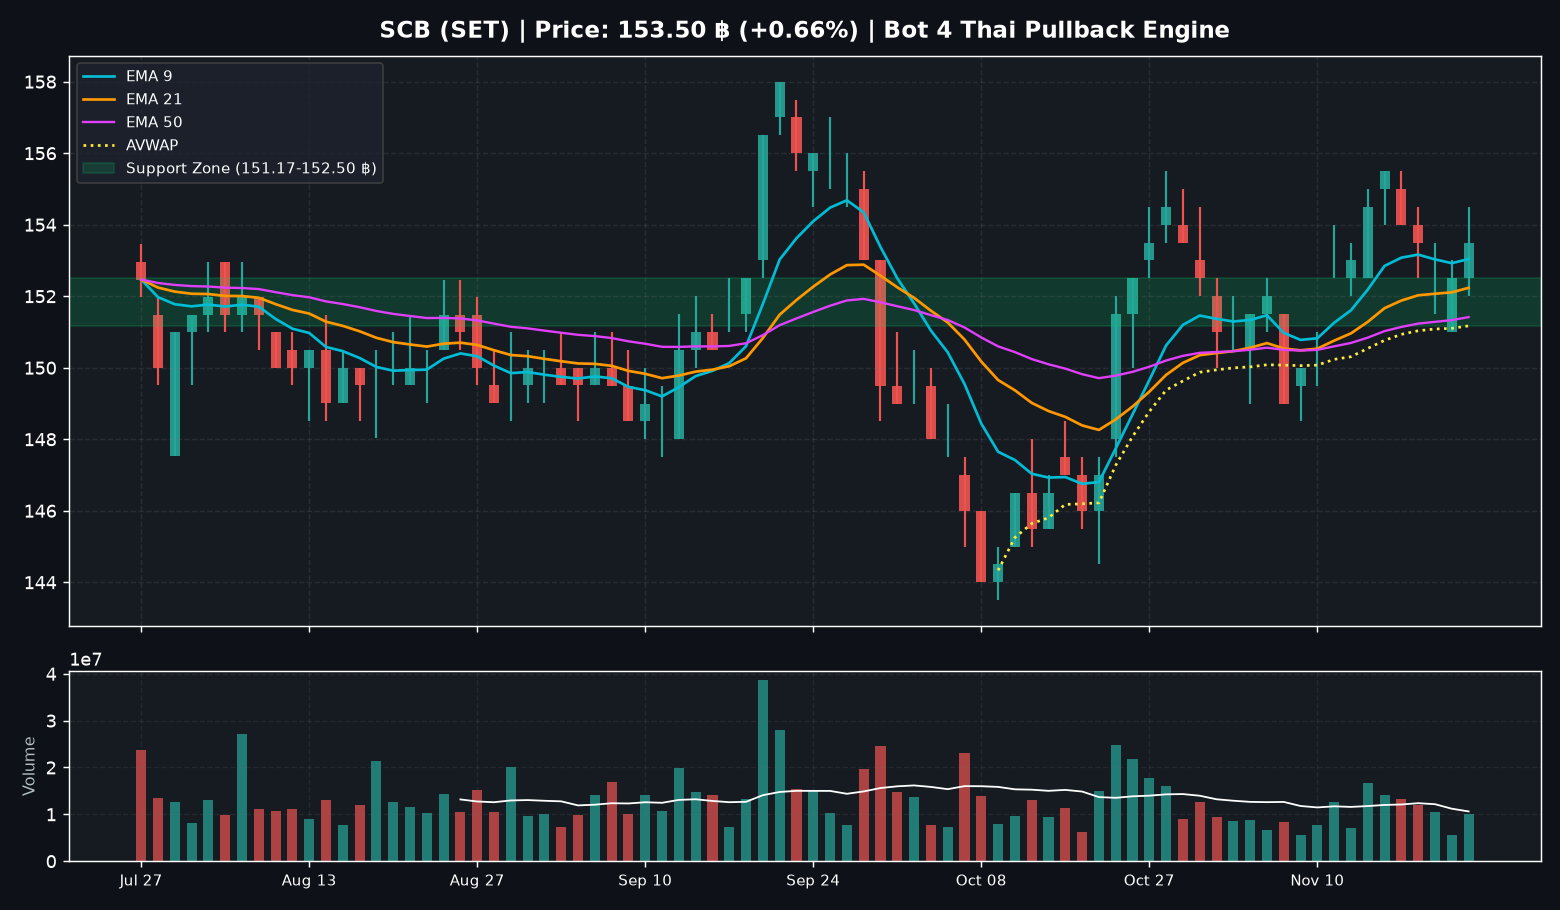 SCB (SET) | Price: 153.50 ฿ (+0.66%) | Bot 4 Thai Pullback Engine
EMA 9
EMA 21
EMA 50
AVWAP
Support Zone (151.17-152.50 ฿)
158
156
154
152
150
148
146
144
1e7
4
3
2
1
0
Volume
Jul 27
Aug 13
Aug 27
Sep 10
Sep 24
Oct 08
Oct 27
Nov 10